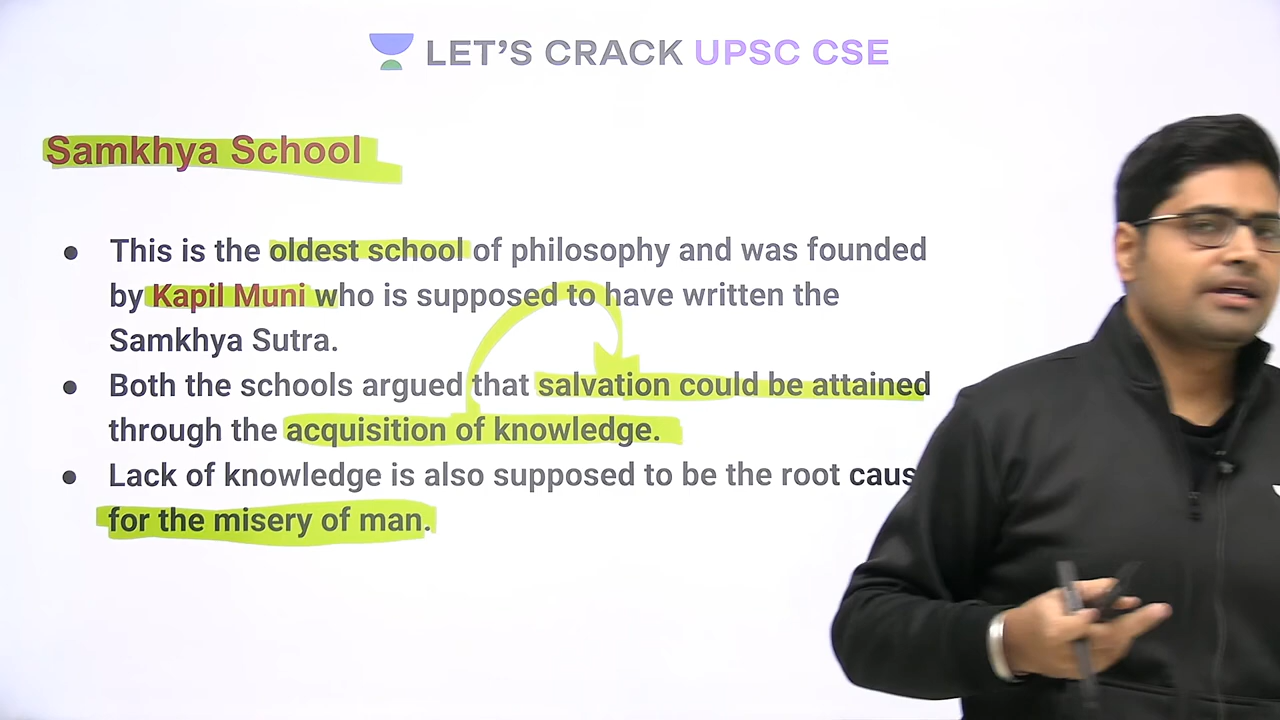 LET'S CRACK UPSC CSE
Samkhya School
● This is the oldest school of philosophy and was founded
by Kapil Muni who is supposed to have written the
Samkhya Sutra.
● Both the schools argued that salvation could be attained
through the acquisition of knowledge.
● Lack of knowledge is also supposed to be the root caus
for the misery of man.